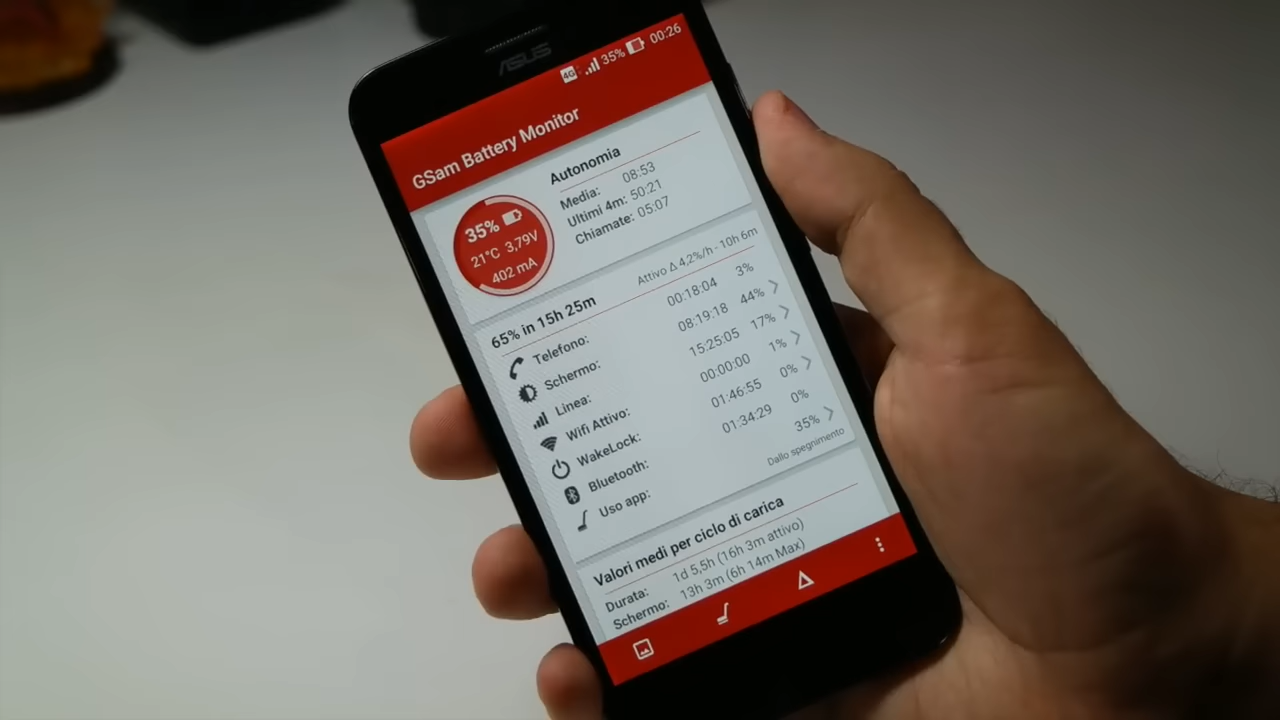 ASUS
4G 35% 00:26
GSam Battery Monitor
35%
21°C 3,79V
402 mA
Autonomia
Media: 08:53
Ultimi 4m: 50:21
Chiamate: 05:07
65% in 15h 25m Attivo Δ 4,2%/h - 10h 6m
Telefono: 00:18:04 3%
Schermo: 08:19:18 44%
Linea: 15:25:05 17%
Wifi Attivo: 00:00:00 1%
WakeLock: 01:46:55 0%
Bluetooth: 01:34:29 0%
Uso app: 35%
Dallo spegnimento
Valori medi per ciclo di carica
Durata: 1d 5,5h (16h 3m attivo)
Schermo: 13h 3m (6h 14m Max)